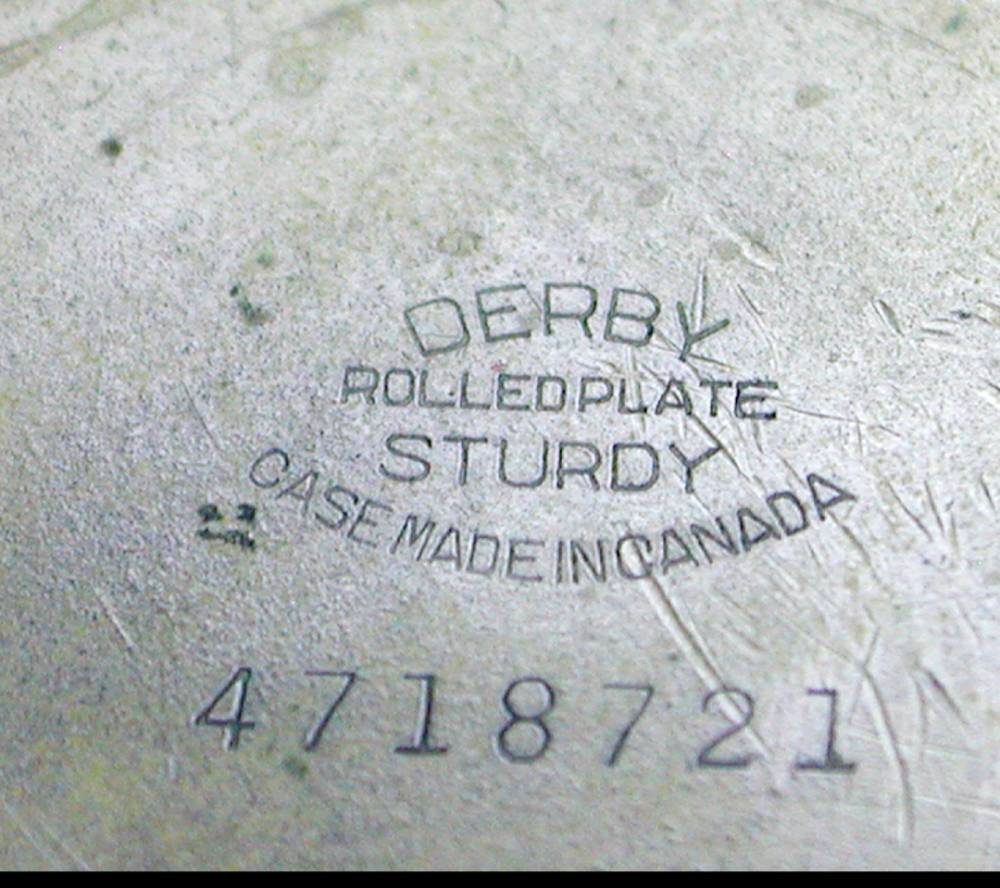 DERBY
ROLLED PLATE
STURDY
CASE MADE IN CANADA
4718721